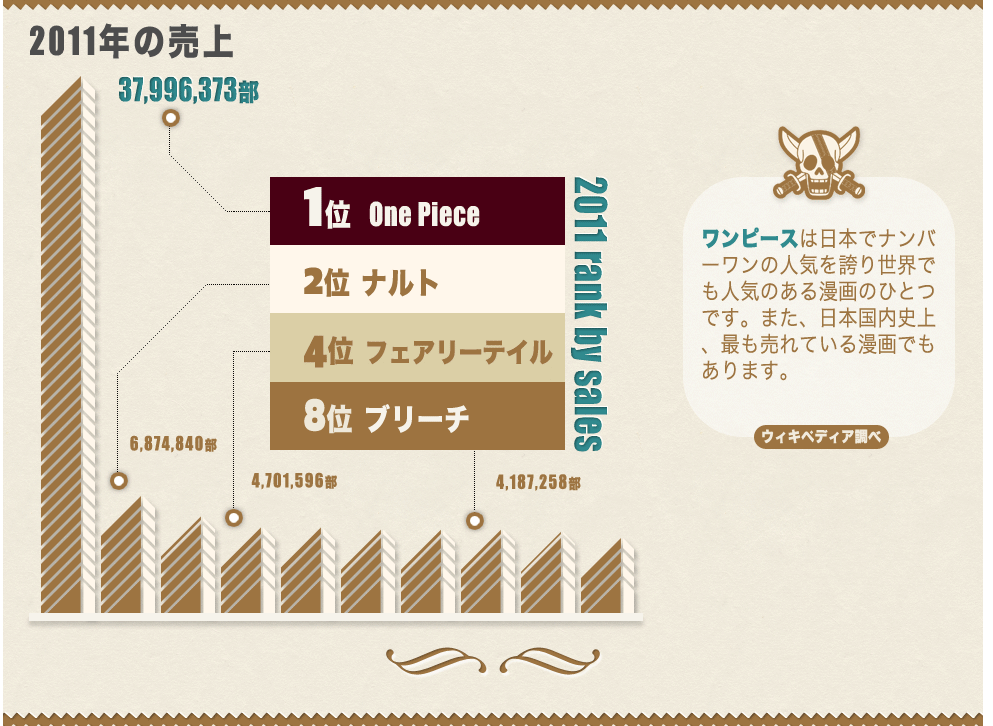 2011年の売上
37,996,373部
1位 One Piece
2位 ナルト
4位 フェアリーテイル
8位 ブリーチ
2011 rank by sales
6,874,840部
4,701,596部
4,187,258部
ワンピースは日本でナンバ
ーワンの人気を誇り世界で
も人気のある漫画のひとつ
です。また、日本国内史上
、最も売れている漫画でも
あります。
ウィキペディア調べ